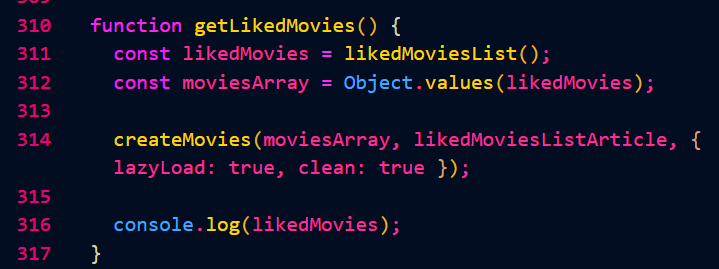 310 function getLikedMovies() {
311 const likedMovies = likedMoviesList();
312 const moviesArray = Object.values(likedMovies);
313
314 createMovies(moviesArray, likedMoviesListArticle, {
lazyLoad: true, clean: true });
315
316 console.log(likedMovies);
317 }